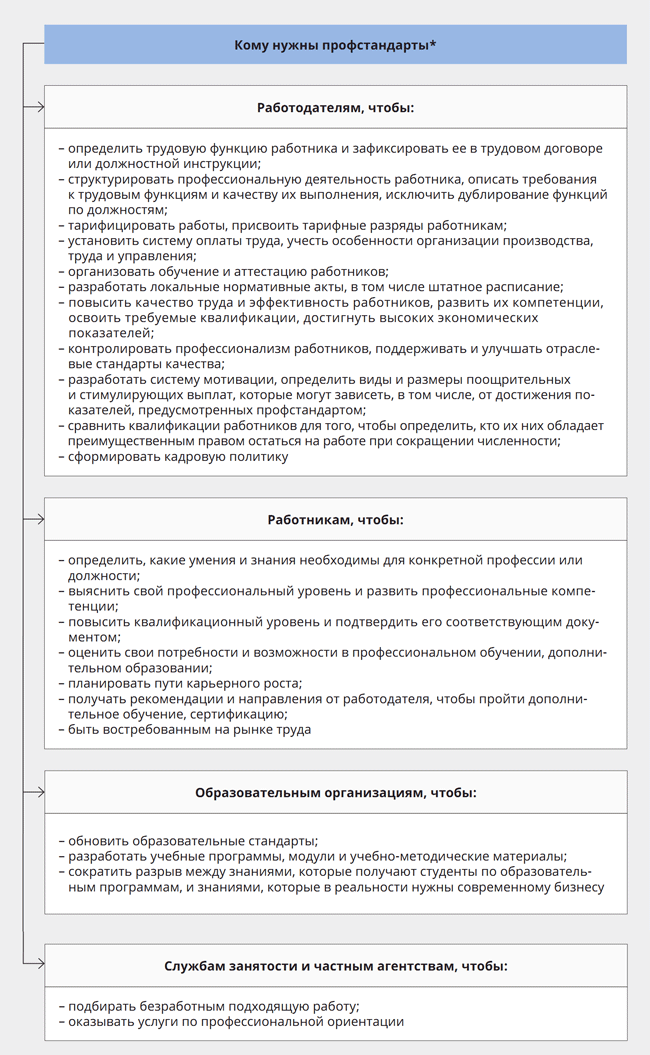 Кому нужны профстандарты*
Работодателям, чтобы:
– определить трудовую функцию работника и зафиксировать ее в трудовом договоре
или должностной инструкции;
– структурировать профессиональную деятельность работника, описать требования
к трудовым функциям и качеству их выполнения, исключить дублирование функций
по должностям;
– тарифицировать работы, присвоить тарифные разряды работникам;
– установить систему оплаты труда, учесть особенности организации производства,
труда и управления;
– организовать обучение и аттестацию работников;
– разработать локальные нормативные акты, в том числе штатное расписание;
– повысить качество труда и эффективность работников, развить их компетенции,
освоить требуемые квалификации, достигнуть высоких экономических
показателей;
– контролировать профессионализм работников, поддерживать и улучшать отрасле-
вые стандарты качества;
– разработать систему мотивации, определить виды и размеры поощрительных
и стимулирующих выплат, которые могут зависеть, в том числе, от достижения по-
казателей, предусмотренных профстандартом;
– сравнить квалификации работников для того, чтобы определить, кто их них обладает
преимущественным правом остаться на работе при сокращении численности;
– сформировать кадровую политику
Работникам, чтобы:
– определить, какие умения и знания необходимы для конкретной профессии или
должности;
– выяснить свой профессиональный уровень и развить профессиональные компе-
тенции;
– повысить квалификационный уровень и подтвердить его соответствующим доку-
ментом;
– оценить свои потребности и возможности в профессиональном обучении, дополни-
тельном образовании;
– планировать пути карьерного роста;
– получать рекомендации и направления от работодателя, чтобы пройти дополни-
тельное обучение, сертификацию;
– быть востребованным на рынке труда
Образовательным организациям, чтобы:
– обновить образовательные стандарты;
– разработать учебные программы, модули и учебно-методические материалы;
– сократить разрыв между знаниями, которые получают студенты по образователь-
ным программам, и знаниями, которые в реальности нужны современному бизнесу
Службам занятости и частным агентствам, чтобы:
– подбирать безработным подходящую работу;
– оказывать услуги по профессиональной ориентации